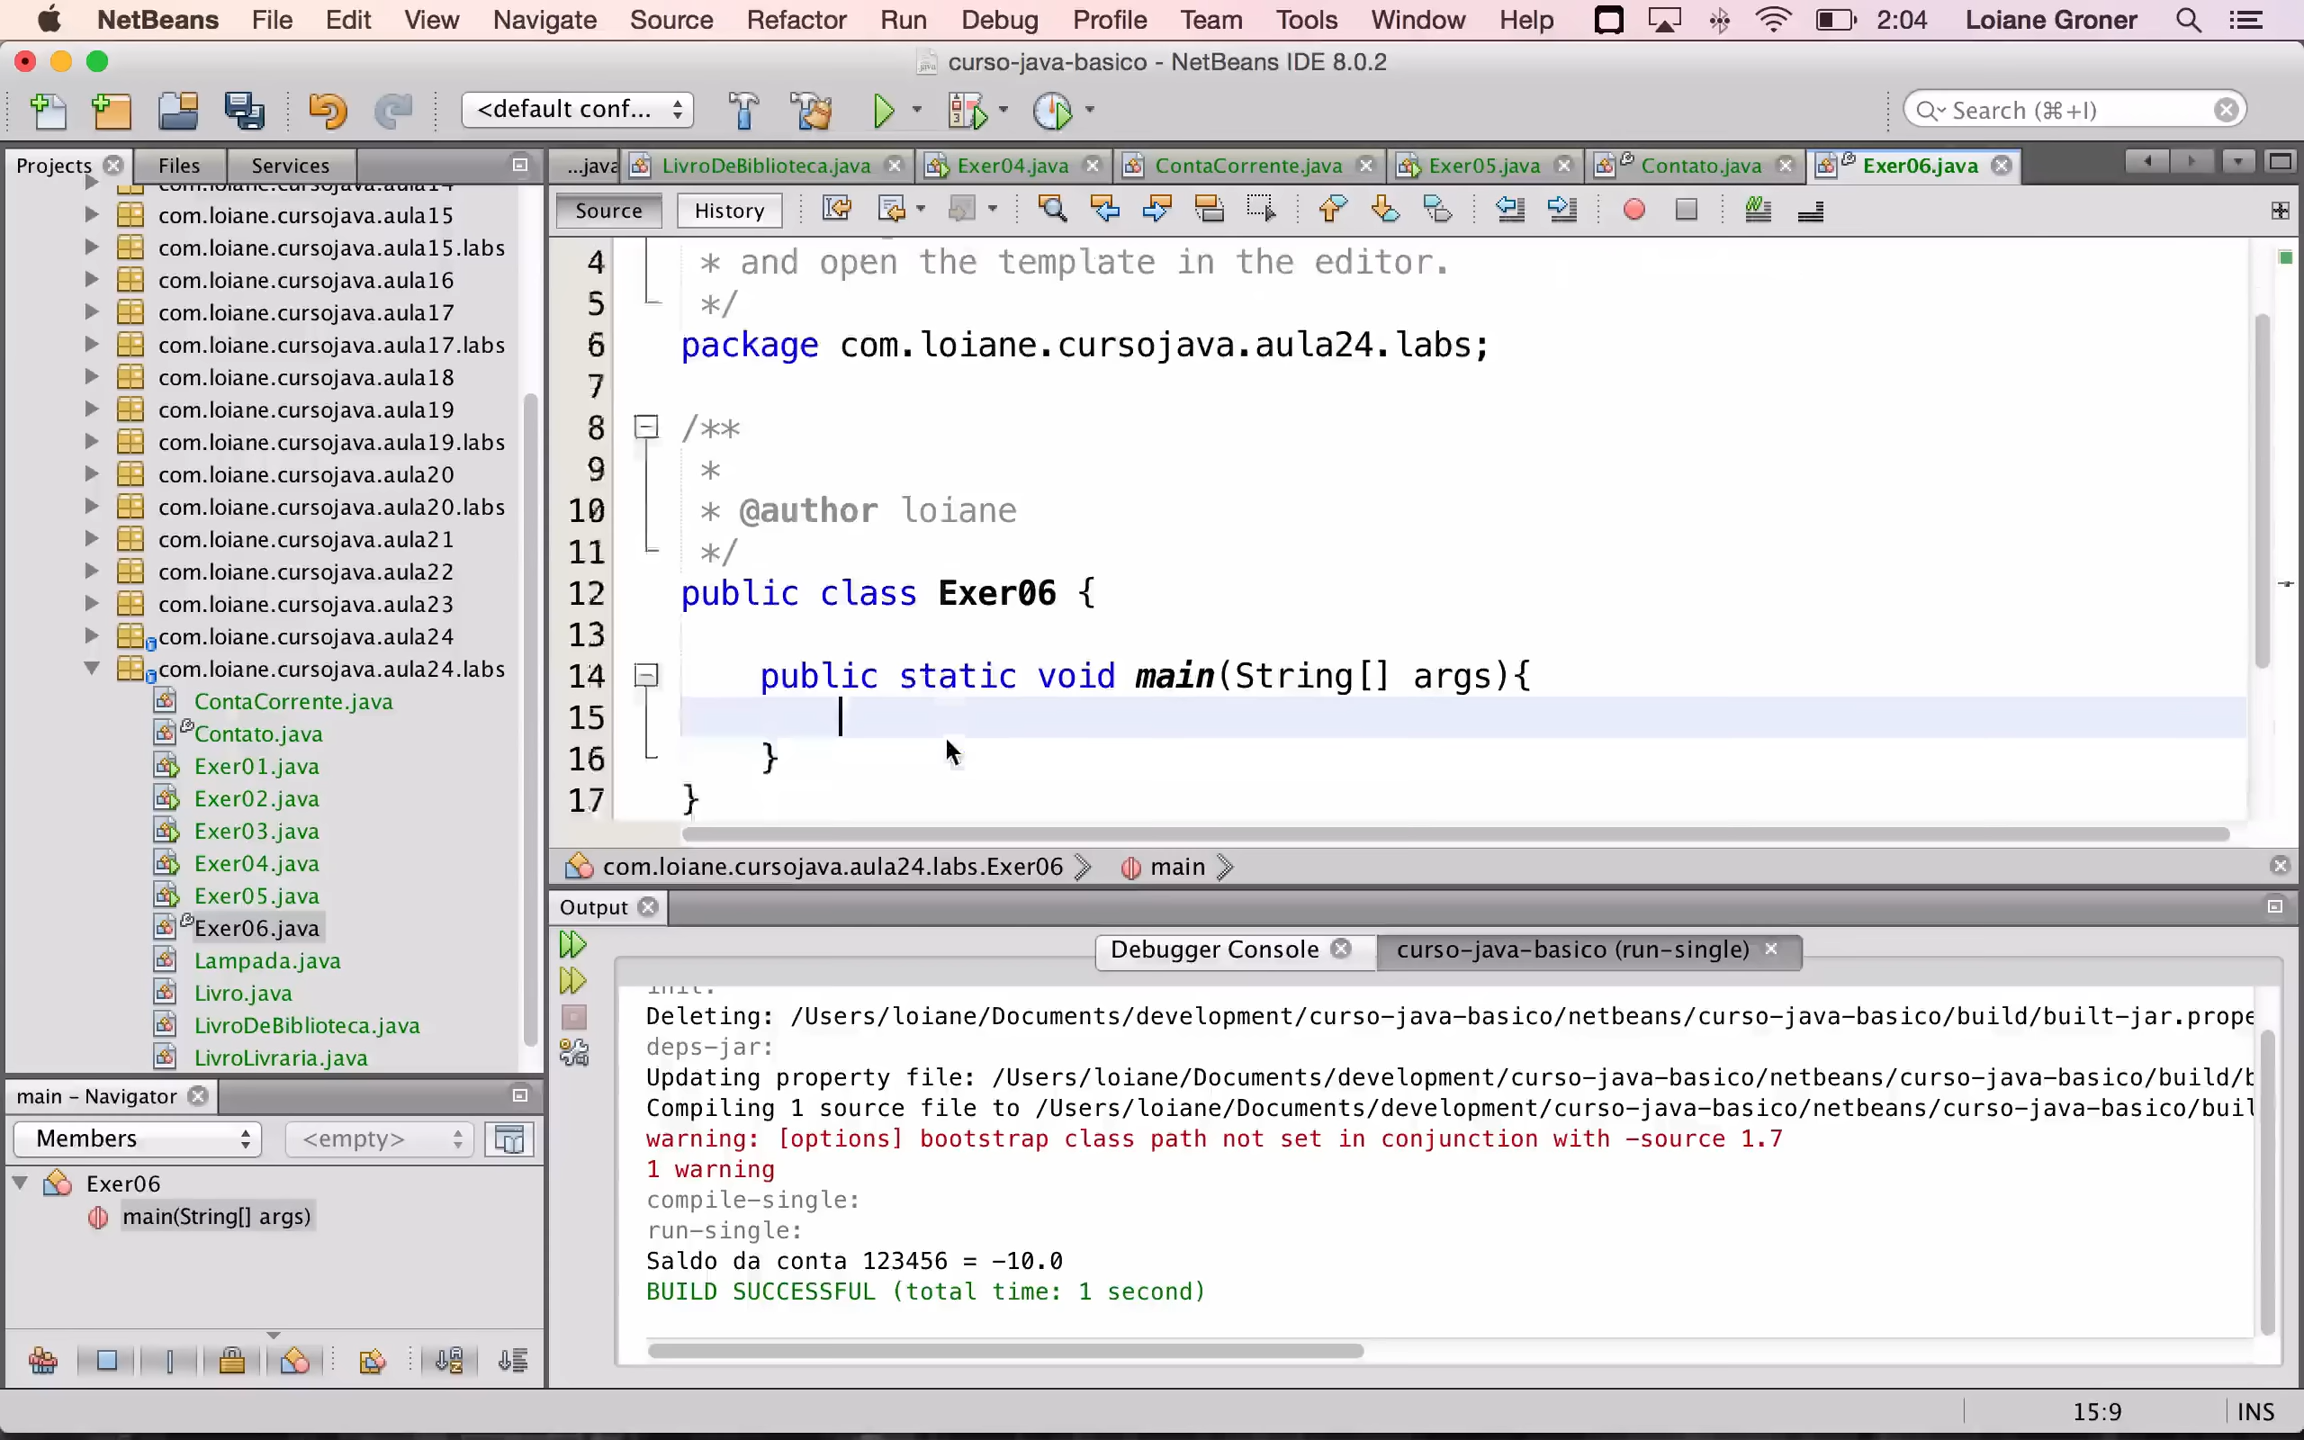 NetBeans File Edit View Navigate Source Refactor Run Debug Profile Team Tools Window Help 2:04 Loiane Groner
curso-java-basico - NetBeans IDE 8.0.2
<default conf... Search (⌘+I)
Projects Files Services
...java LivroDeBiblioteca.java Exer04.java ContaCorrente.java Exer05.java Contato.java Exer06.java
Source History
com.loiane.cursojava.aula14
com.loiane.cursojava.aula15
com.loiane.cursojava.aula15.labs
com.loiane.cursojava.aula16
com.loiane.cursojava.aula17
com.loiane.cursojava.aula17.labs
com.loiane.cursojava.aula18
com.loiane.cursojava.aula19
com.loiane.cursojava.aula19.labs
com.loiane.cursojava.aula20
com.loiane.cursojava.aula20.labs
com.loiane.cursojava.aula21
com.loiane.cursojava.aula22
com.loiane.cursojava.aula23
com.loiane.cursojava.aula24
com.loiane.cursojava.aula24.labs
ContaCorrente.java
Contato.java
Exer01.java
Exer02.java
Exer03.java
Exer04.java
Exer05.java
Exer06.java
Lampada.java
Livro.java
LivroDeBiblioteca.java
LivroLivraria.java
4 * and open the template in the editor.
5 */
6 package com.loiane.cursojava.aula24.labs;
7
8 /**
9 *
10 * @author loiane
11 */
12 public class Exer06 {
13
14 public static void main(String[] args){
15
16 }
17 }
com.loiane.cursojava.aula24.labs.Exer06 main
Output
Debugger Console curso-java-basico (run-single)
init:
Deleting: /Users/loiane/Documents/development/curso-java-basico/netbeans/curso-java-basico/build/built-jar.prope
deps-jar:
Updating property file: /Users/loiane/Documents/development/curso-java-basico/netbeans/curso-java-basico/build/b
Compiling 1 source file to /Users/loiane/Documents/development/curso-java-basico/netbeans/curso-java-basico/buil
warning: [options] bootstrap class path not set in conjunction with -source 1.7
1 warning
compile-single:
run-single:
Saldo da conta 123456 = -10.0
BUILD SUCCESSFUL (total time: 1 second)
main - Navigator
Members <empty>
Exer06
main(String[] args)
15:9 INS